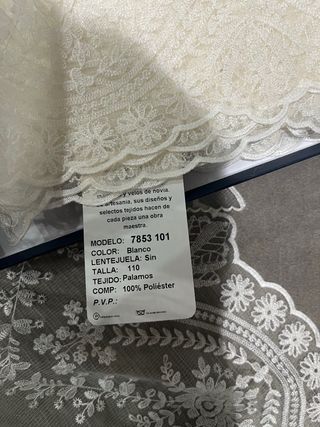 y velos de novia.
artesanía, sus diseños y
selectos tejidos hacen de
cada pieza una obra
maestra.
MODELO: 7853 101
COLOR: Blanco
LENTEJUELA: Sin
TALLA: 110
TEJIDO: Palamos
COMP: 100% Poliéster
P.V.P.: